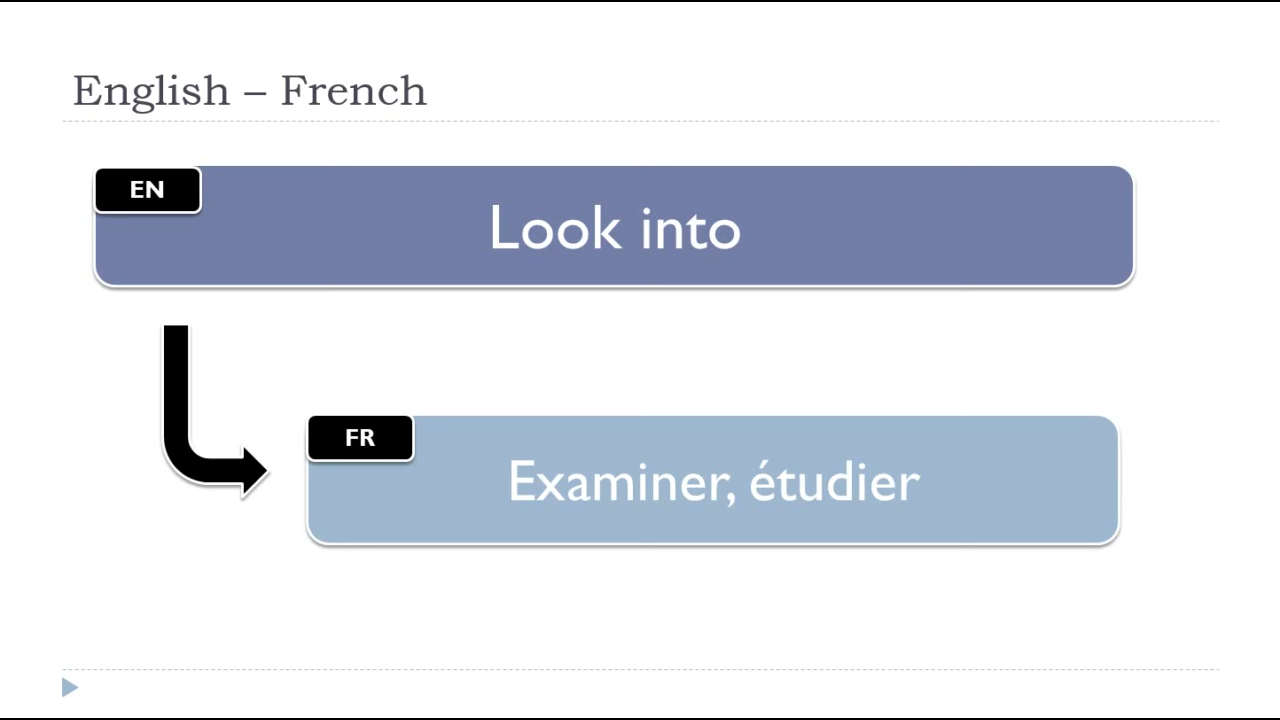 English – French
EN
Look into
FR
Examiner, étudier